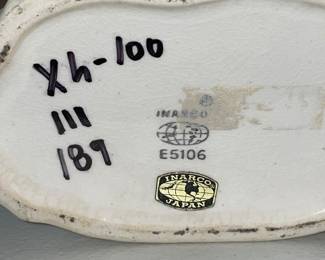 Xh-100
111
189
INARCO
E5106
INARCO
JAPAN